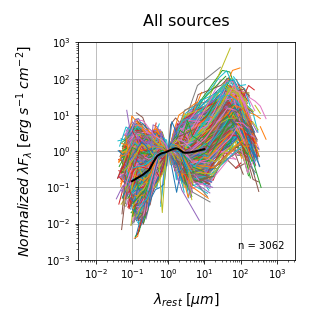 All sources
Normalized λF_λ [erg s⁻¹ cm⁻²]
10³
10²
10¹
10⁰
10⁻¹
10⁻²
10⁻³
n = 3062
10⁻² 10⁻¹ 10⁰ 10¹ 10² 10³
λ_rest [μm]